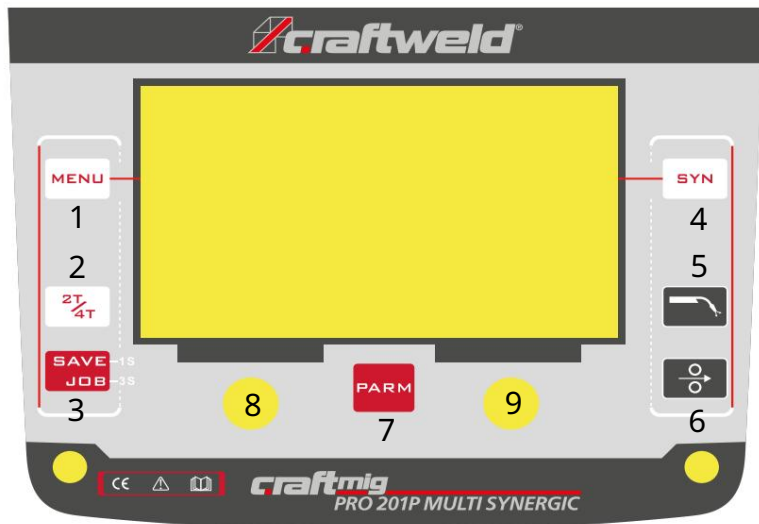 craftweld®
MENU
1
2
2T/4T
SAVE 1S
JOB 3S
3
SYN
4
5
6
8
PARM
7
9
CE
craftmig
PRO 201P MULTI SYNERGIC